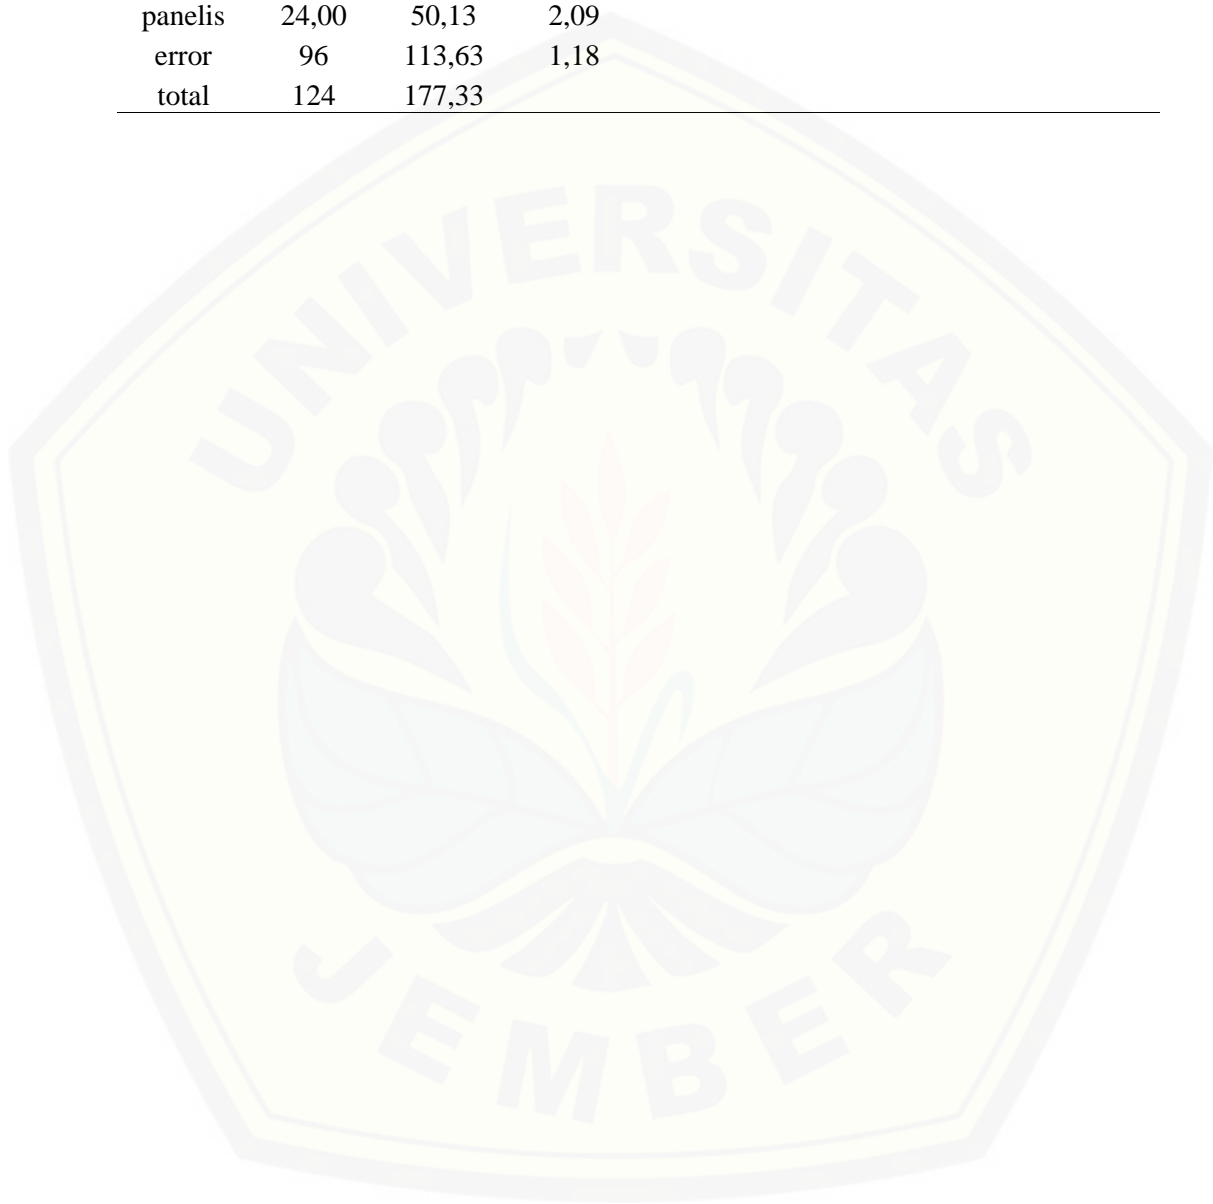 panelis 24,00 50,13 2,09
error 96 113,63 1,18
total 124 177,33
UNIVERSITAS
JEMBER